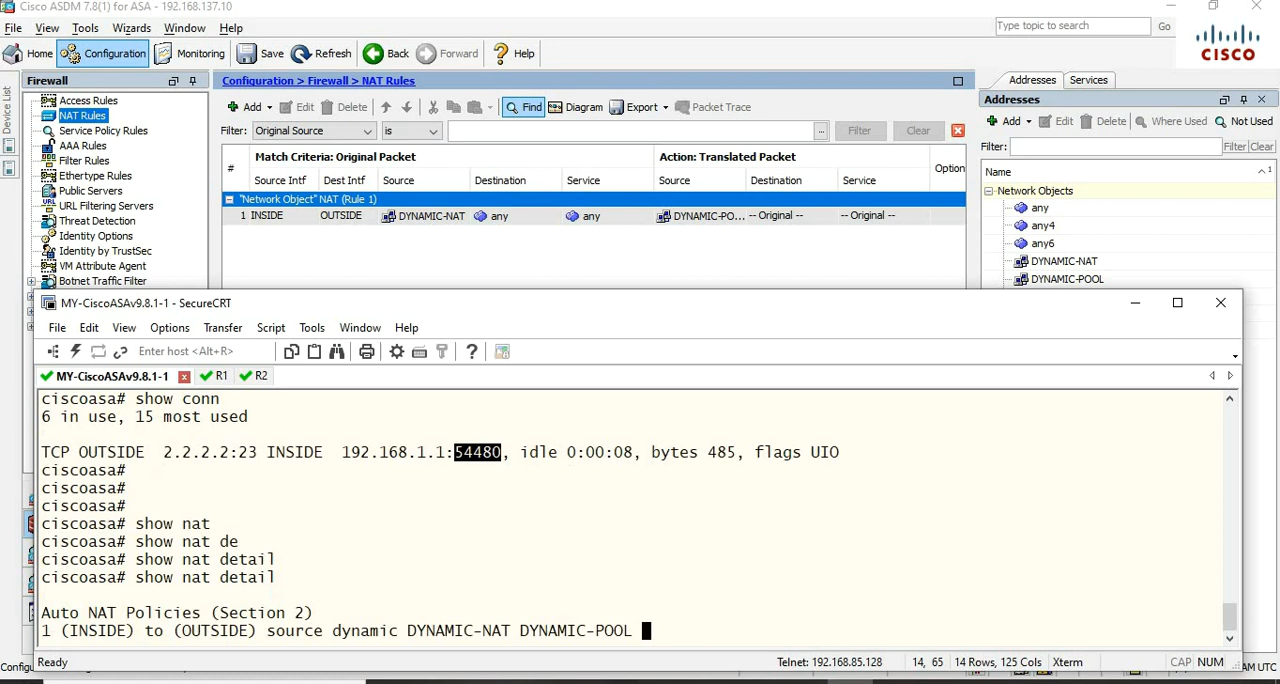 Cisco ASDM 7.8(1) for ASA - 192.168.137.10
File View Tools Wizards Window Help
Type to search Go
CISCO
Home Configuration Monitoring Save Refresh Back Forward Help
Device List
Firewall
Access Rules
NAT Rules
Service Policy Rules
AAA Rules
Filter Rules
Ethertype Rules
Public Servers
URL Filtering Servers
Threat Detection
Identity Options
Identity by TrustSec
VM Attribute Agent
Botnet Traffic Filter
Configuration > Firewall > NAT Rules
Add Edit Delete Find Diagram Export Packet Trace
Filter: Original Source is Filter Clear
# Match Criteria: Original Packet Action: Translated Packet Option
Source Intf Dest Intf Source Destination Service Source Destination Service
"Network Object" NAT (Rule 1)
1 INSIDE OUTSIDE DYNAMIC-NAT any any DYNAMIC-PO... -- Original -- -- Original --
Addresses Services
Addresses
Add Edit Delete Where Used Not Used
Filter: Filter Clear
Name 1
Network Objects
any
any4
any6
DYNAMIC-NAT
DYNAMIC-POOL
MY-CiscoASAv9.8.1-1 - SecureCRT
File Edit View Options Transfer Script Tools Window Help
Enter host <Alt+R>
MY-CiscoASAv9.8.1-1 R1 R2
ciscoasa# show conn
6 in use, 15 most used
TCP OUTSIDE 2.2.2.2:23 INSIDE 192.168.1.1:54480, idle 0:00:08, bytes 485, flags UIO
ciscoasa#
ciscoasa#
ciscoasa#
ciscoasa# show nat
ciscoasa# show nat de
ciscoasa# show nat detail
ciscoasa# show nat detail
Auto NAT Policies (Section 2)
1 (INSIDE) to (OUTSIDE) source dynamic DYNAMIC-NAT DYNAMIC-POOL
Ready Telnet: 192.168.85.128 14, 65 14 Rows, 125 Cols Xterm CAP NUM
AM UTC